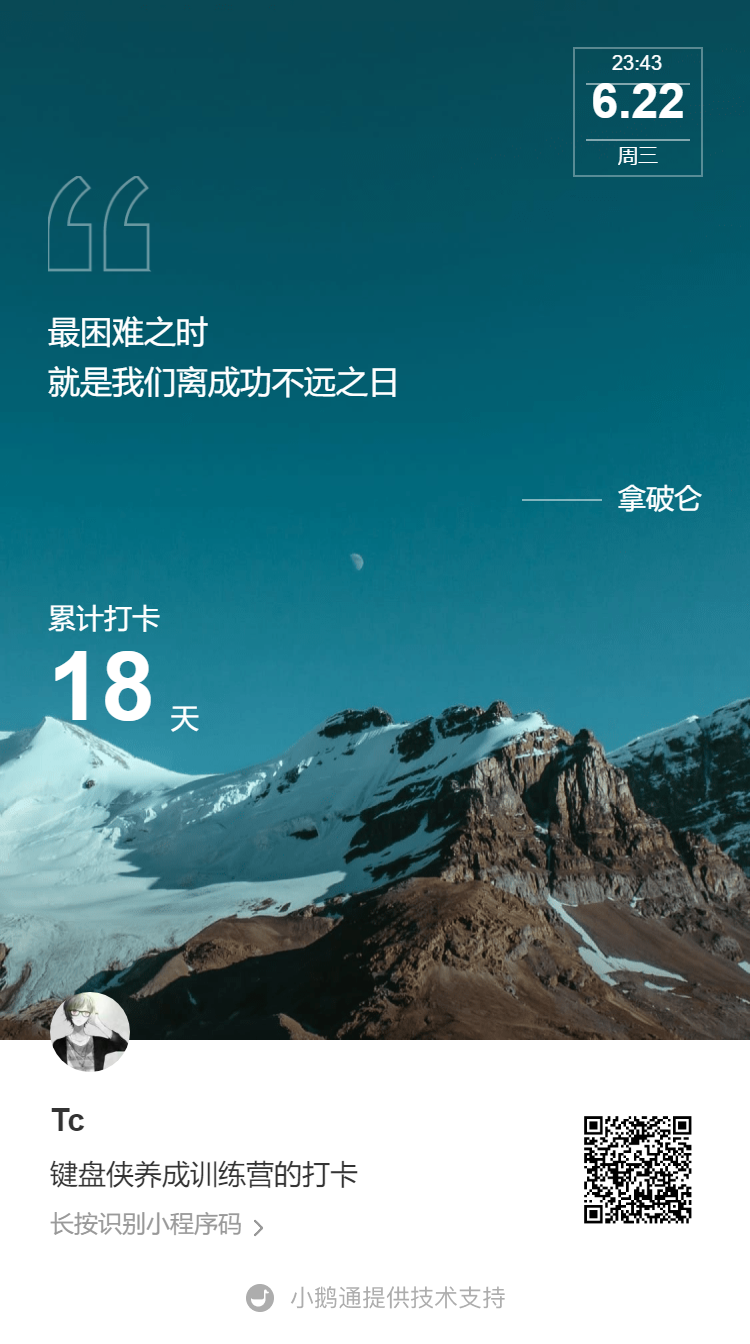 23:43
6.22
周三
最困难之时
就是我们离成功不远之日
拿破仑
累计打卡
18 天
Tc
键盘侠养成训练营的打卡
长按识别小程序码
小鹅通提供技术支持